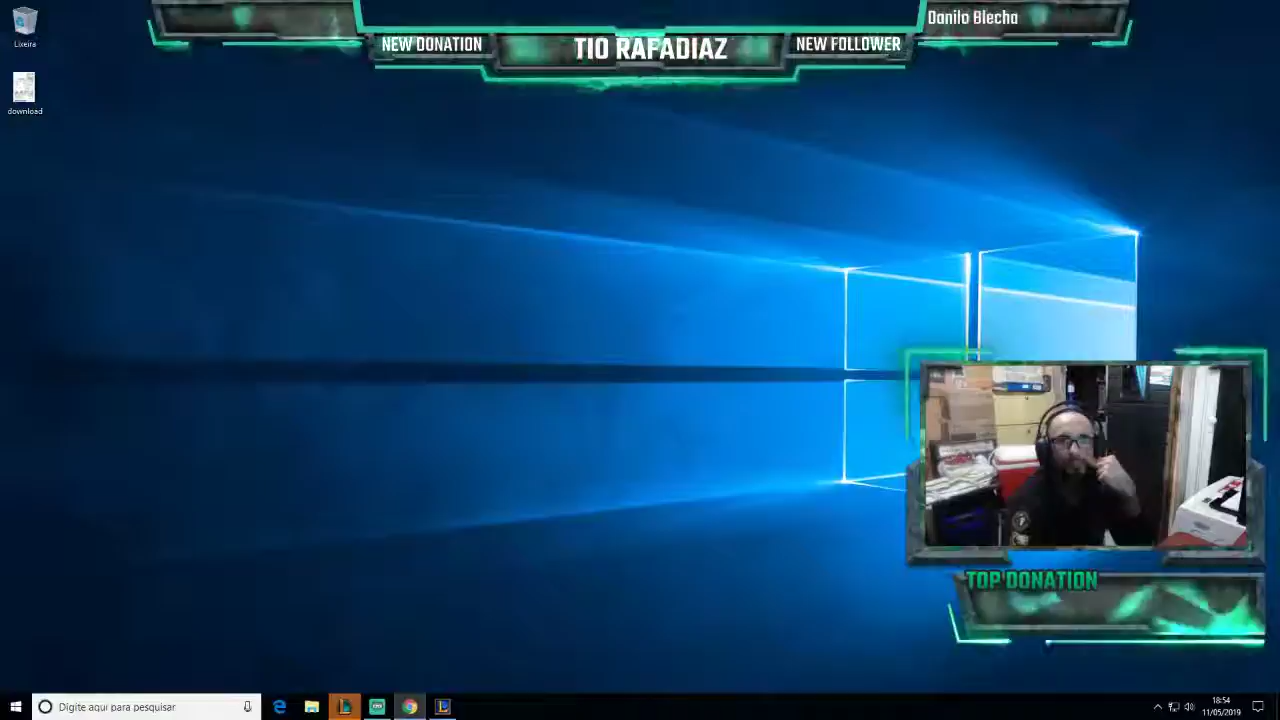 Lixeira
download
NEW DONATION
TIO RAFADIAZ
NEW FOLLOWER
Danilo Blecha
TOP DONATION
Digite aqui para pesquisar
18:54
11/05/2019